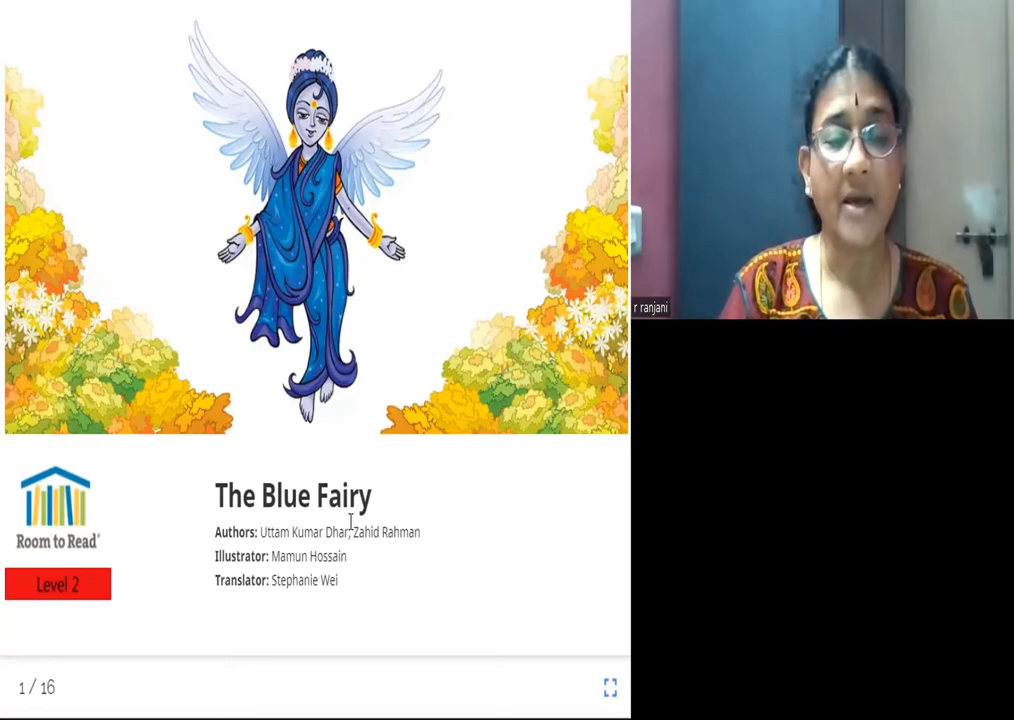 r ranjani
Room to Read®
Level 2
The Blue Fairy
Authors: Uttam Kumar Dhar, Zahid Rahman
Illustrator: Mamun Hossain
Translator: Stephanie Wei
1 / 16